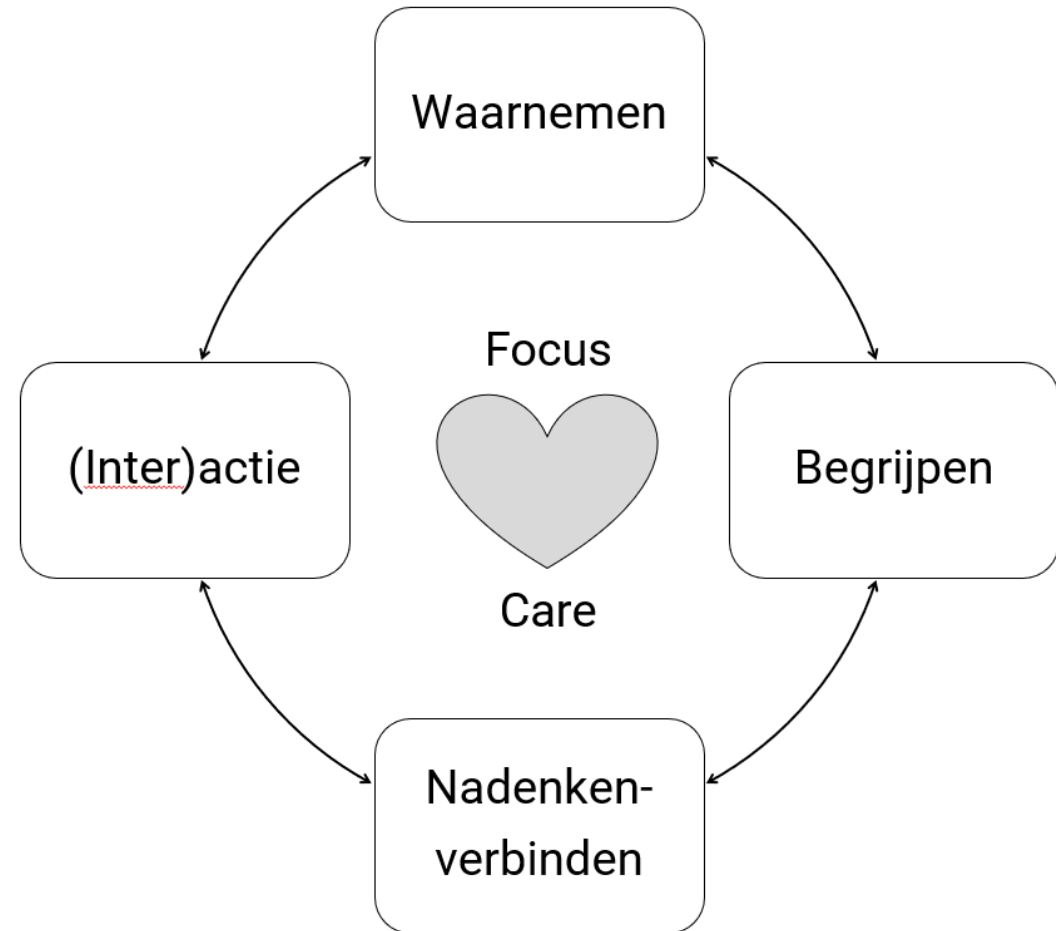 Waarnemen
Focus
(Inter)actie
Begrijpen
Care
Nadenken-
verbinden